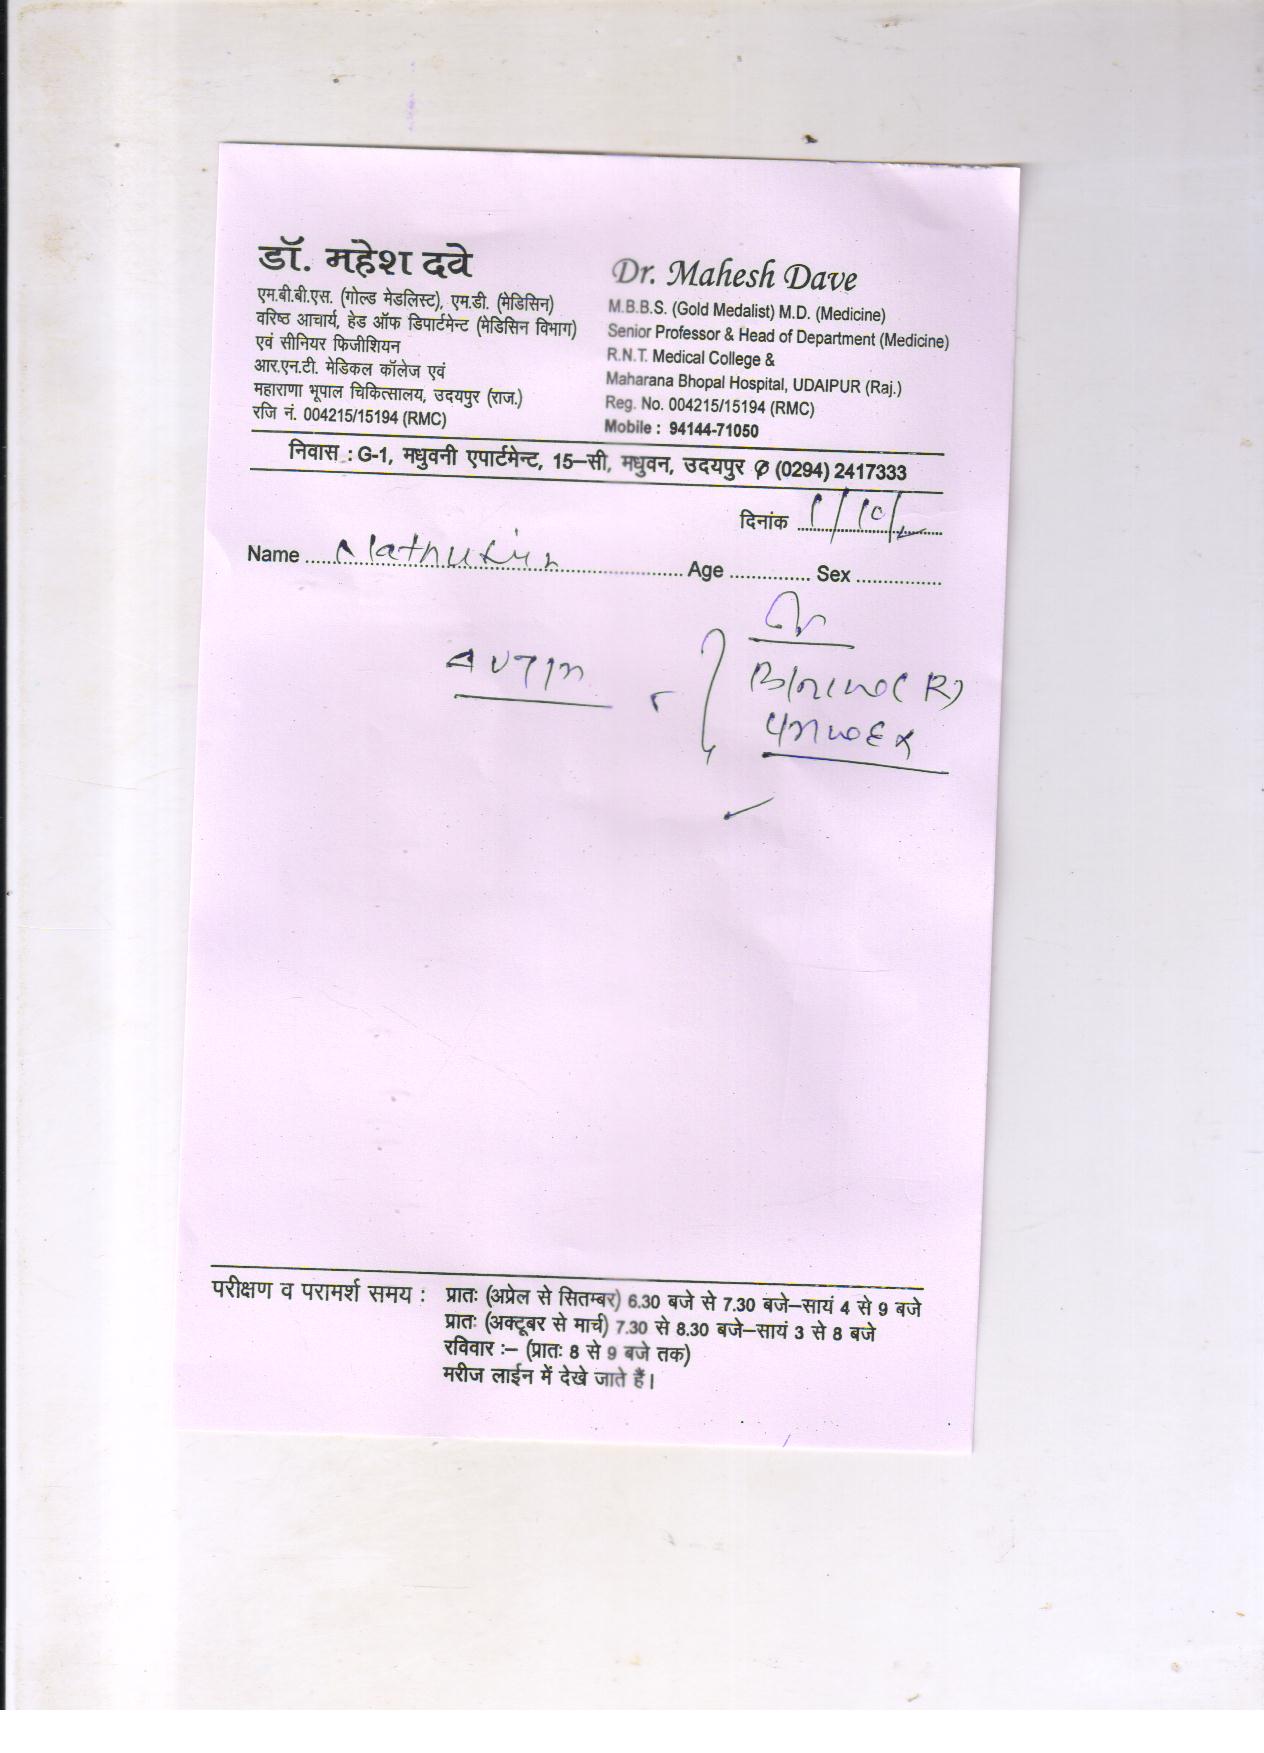 डॉ. महेश दवे
एम.बी.बी.एस. (गोल्ड मेडलिस्ट), एम.डी. (मेडिसिन)
वरिष्ठ आचार्य, हेड ऑफ डिपार्टमेन्ट (मेडिसिन विभाग)
एवं सीनियर फिजीशियन
आर.एन.टी. मेडिकल कॉलेज एवं
महाराणा भूपाल चिकित्सालय, उदयपुर (राज.)
रजि नं. 004215/15194 (RMC)
Dr. Mahesh Dave
M.B.B.S. (Gold Medalist) M.D. (Medicine)
Senior Professor & Head of Department (Medicine)
R.N.T. Medical College &
Maharana Bhopal Hospital, UDAIPUR (Raj.)
Reg. No. 004215/15194 (RMC)
Mobile : 94144-71050
निवास : G-1, मधुवनी एपार्टमेन्ट, 15–सी, मधुवन, उदयपुर ✆ (0294) 2417333
दिनांक
Name Age Sex
परीक्षण व परामर्श समय : प्रातः (अप्रेल से सितम्बर) 6.30 बजे से 7.30 बजे–सायं 4 से 9 बजे
प्रातः (अक्टूबर से मार्च) 7.30 से 8.30 बजे–सायं 3 से 8 बजे
रविवार :– (प्रातः 8 से 9 बजे तक)
मरीज लाईन में देखे जाते हैं।